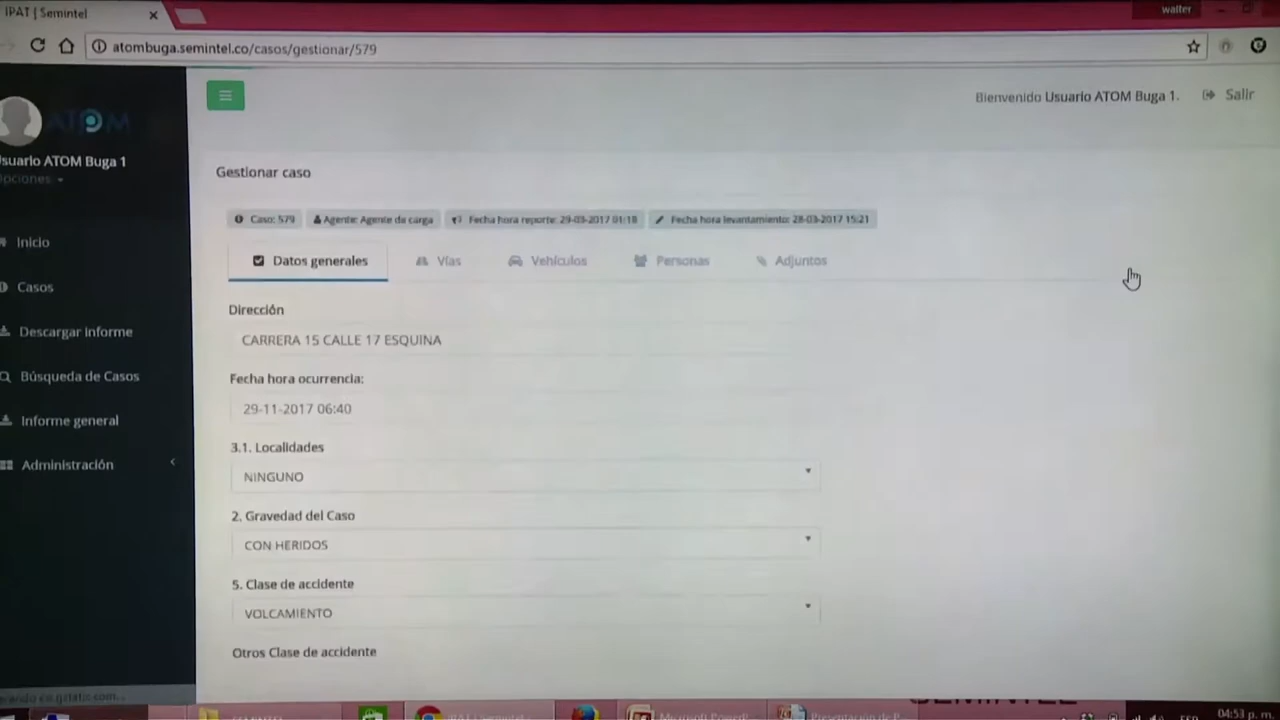 IPAT | Semintel
walter
atombuga.semintel.co/casos/gestionar/579
Bienvenido Usuario ATOM Buga 1.
Salir
ATOM
suario ATOM Buga 1
pciones
Inicio
Casos
Descargar informe
Búsqueda de Casos
Informe general
Administración
Gestionar caso
Caso: 579
Agente: Agente de carga
Fecha hora reporte: 29-03-2017 01:18
Fecha hora levantamiento: 28-03-2017 15:21
Datos generales
Vías
Vehículos
Personas
Adjuntos
Dirección
CARRERA 15 CALLE 17 ESQUINA
Fecha hora ocurrencia:
29-11-2017 06:40
3.1. Localidades
NINGUNO
2. Gravedad del Caso
CON HERIDOS
5. Clase de accidente
VOLCAMIENTO
Otros Clase de accidente
SEMINTEL
04:53 p. m.